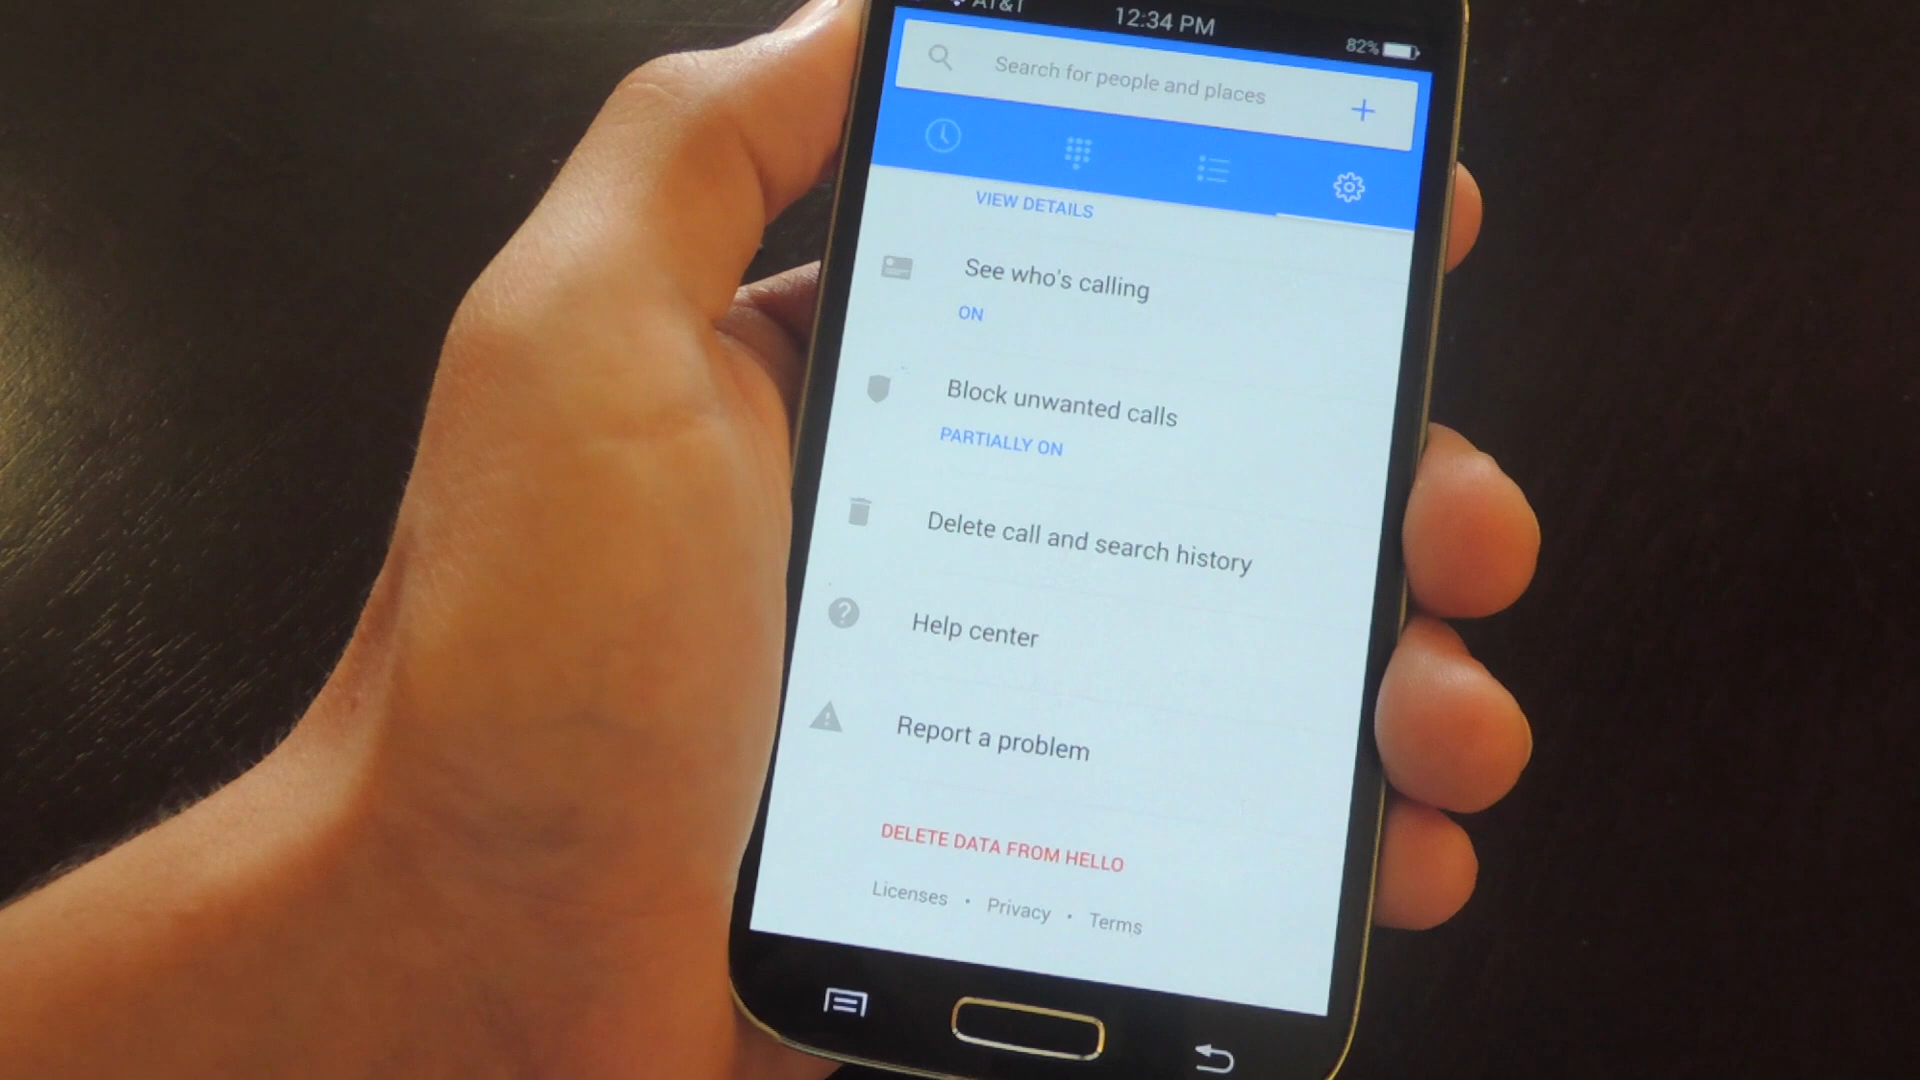 AT&T 12:34 PM 82%
Search for people and places
VIEW DETAILS
See who's calling
ON
Block unwanted calls
PARTIALLY ON
Delete call and search history
Help center
Report a problem
DELETE DATA FROM HELLO
Licenses • Privacy • Terms